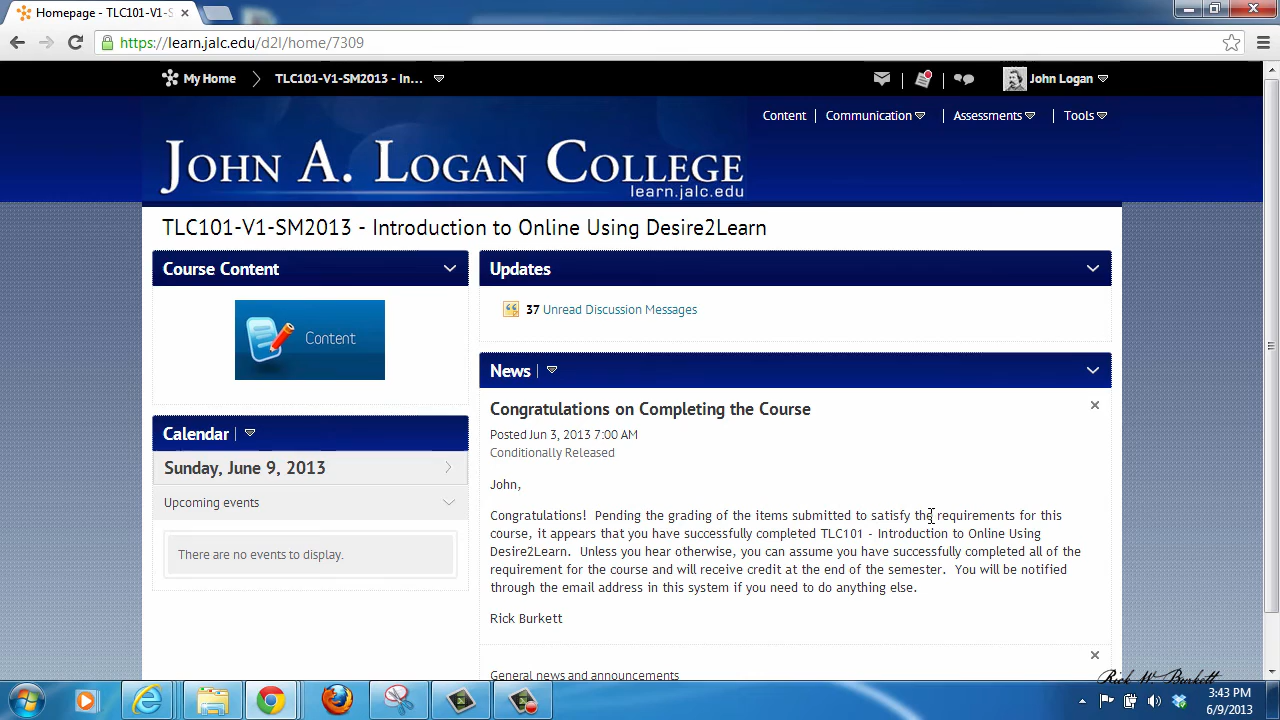 Homepage - TLC101-V1-S
https://learn.jalc.edu/d2l/home/7309
My Home TLC101-V1-SM2013 - In... John Logan
Content Communication Assessments Tools
JOHN A. LOGAN COLLEGE
learn.jalc.edu
TLC101-V1-SM2013 - Introduction to Online Using Desire2Learn
Course Content
Content
Calendar
Sunday, June 9, 2013
Upcoming events
There are no events to display.
Updates
37 Unread Discussion Messages
News
Congratulations on Completing the Course
Posted Jun 3, 2013 7:00 AM
Conditionally Released
John,
Congratulations! Pending the grading of the items submitted to satisfy the requirements for this
course, it appears that you have successfully completed TLC101 - Introduction to Online Using
Desire2Learn. Unless you hear otherwise, you can assume you have successfully completed all of the
requirement for the course and will receive credit at the end of the semester. You will be notified
through the email address in this system if you need to do anything else.
Rick Burkett
General news and announcements
Rick W. Burkett
3:43 PM
6/9/2013